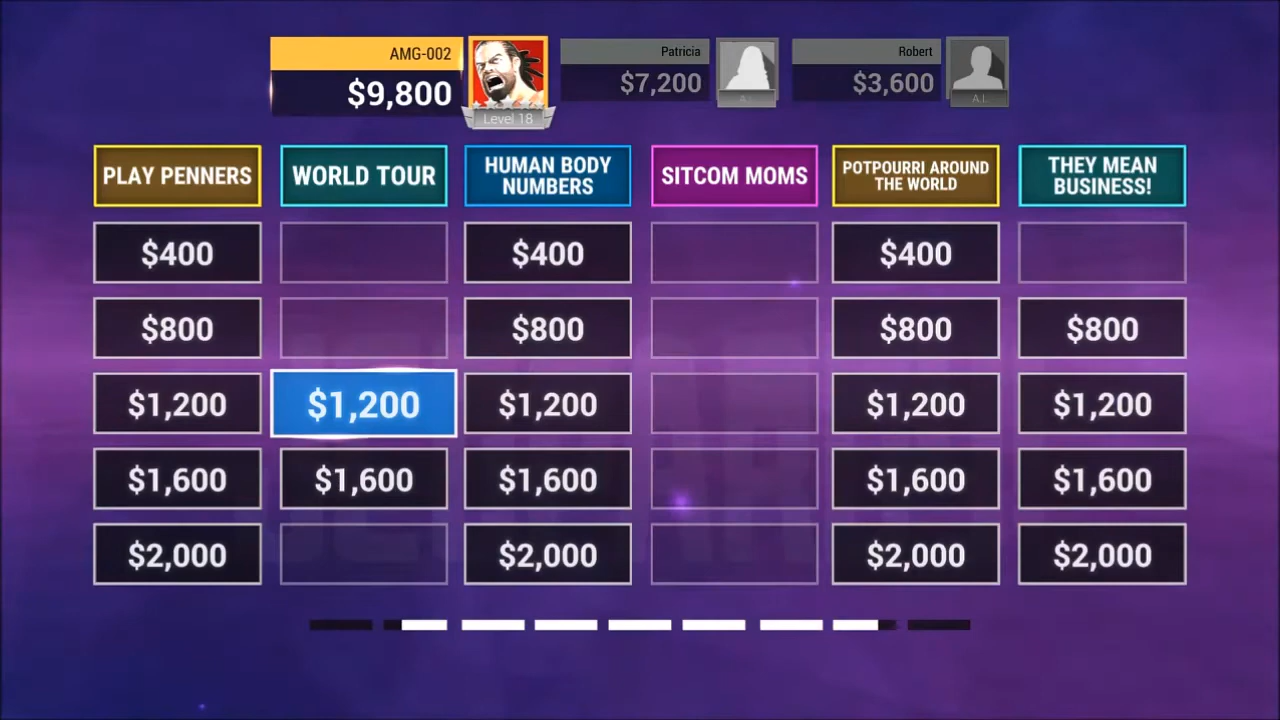 AMG-002
$9,800
Level 18
Patricia
$7,200
A.I.
Robert
$3,600
A.I.
PLAY PENNERS
WORLD TOUR
HUMAN BODY
NUMBERS
SITCOM MOMS
POTPOURRI AROUND
THE WORLD
THEY MEAN
BUSINESS!
$400
$400
$400
$800
$800
$800
$800
$1,200
$1,200
$1,200
$1,200
$1,200
$1,600
$1,600
$1,600
$1,600
$1,600
$2,000
$2,000
$2,000
$2,000